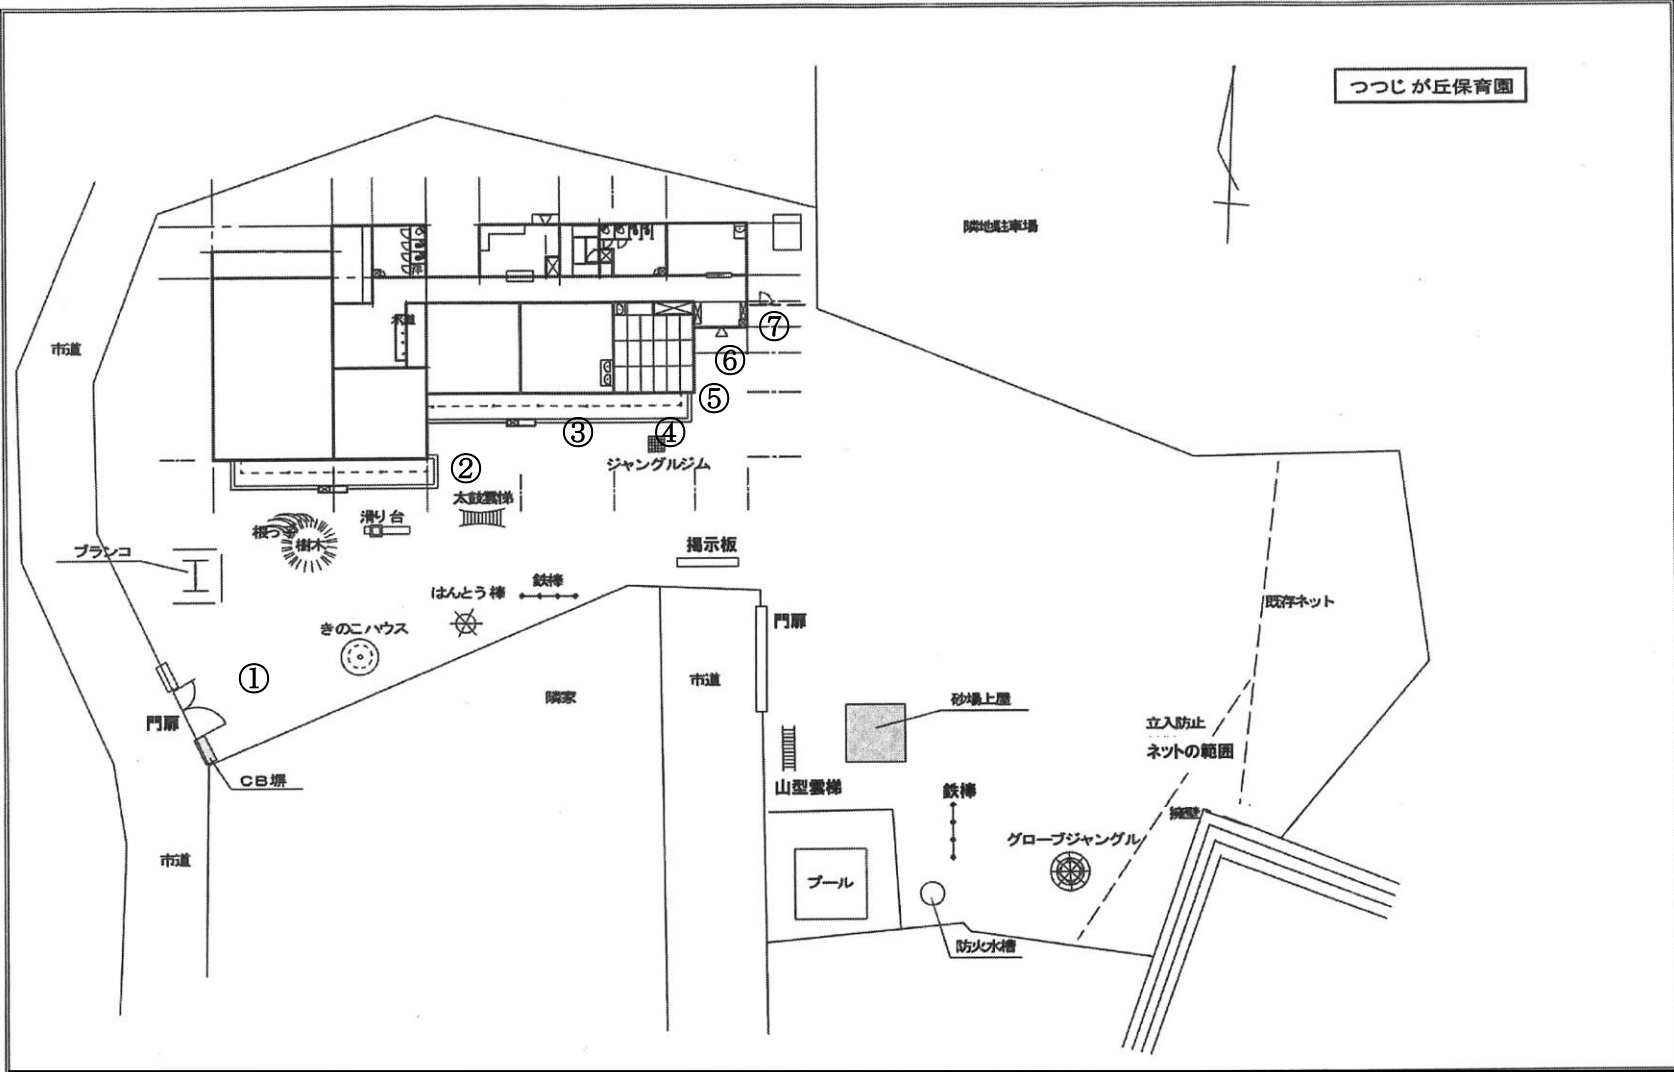 つつじが丘保育園
隣地駐車場
市道
水道
⑦
⑥
⑤
③
④
ジャングルジム
②
太鼓雲梯
滑り台
樹木
ブランコ
掲示板
鉄棒
はんとう棒
既存ネット
門扉
きのこハウス
①
市道
隣家
砂場上屋
門扉
立入防止
ネットの範囲
CB塀
山型雲梯
鉄棒
擁壁
グローブジャングル
市道
プール
防火水槽